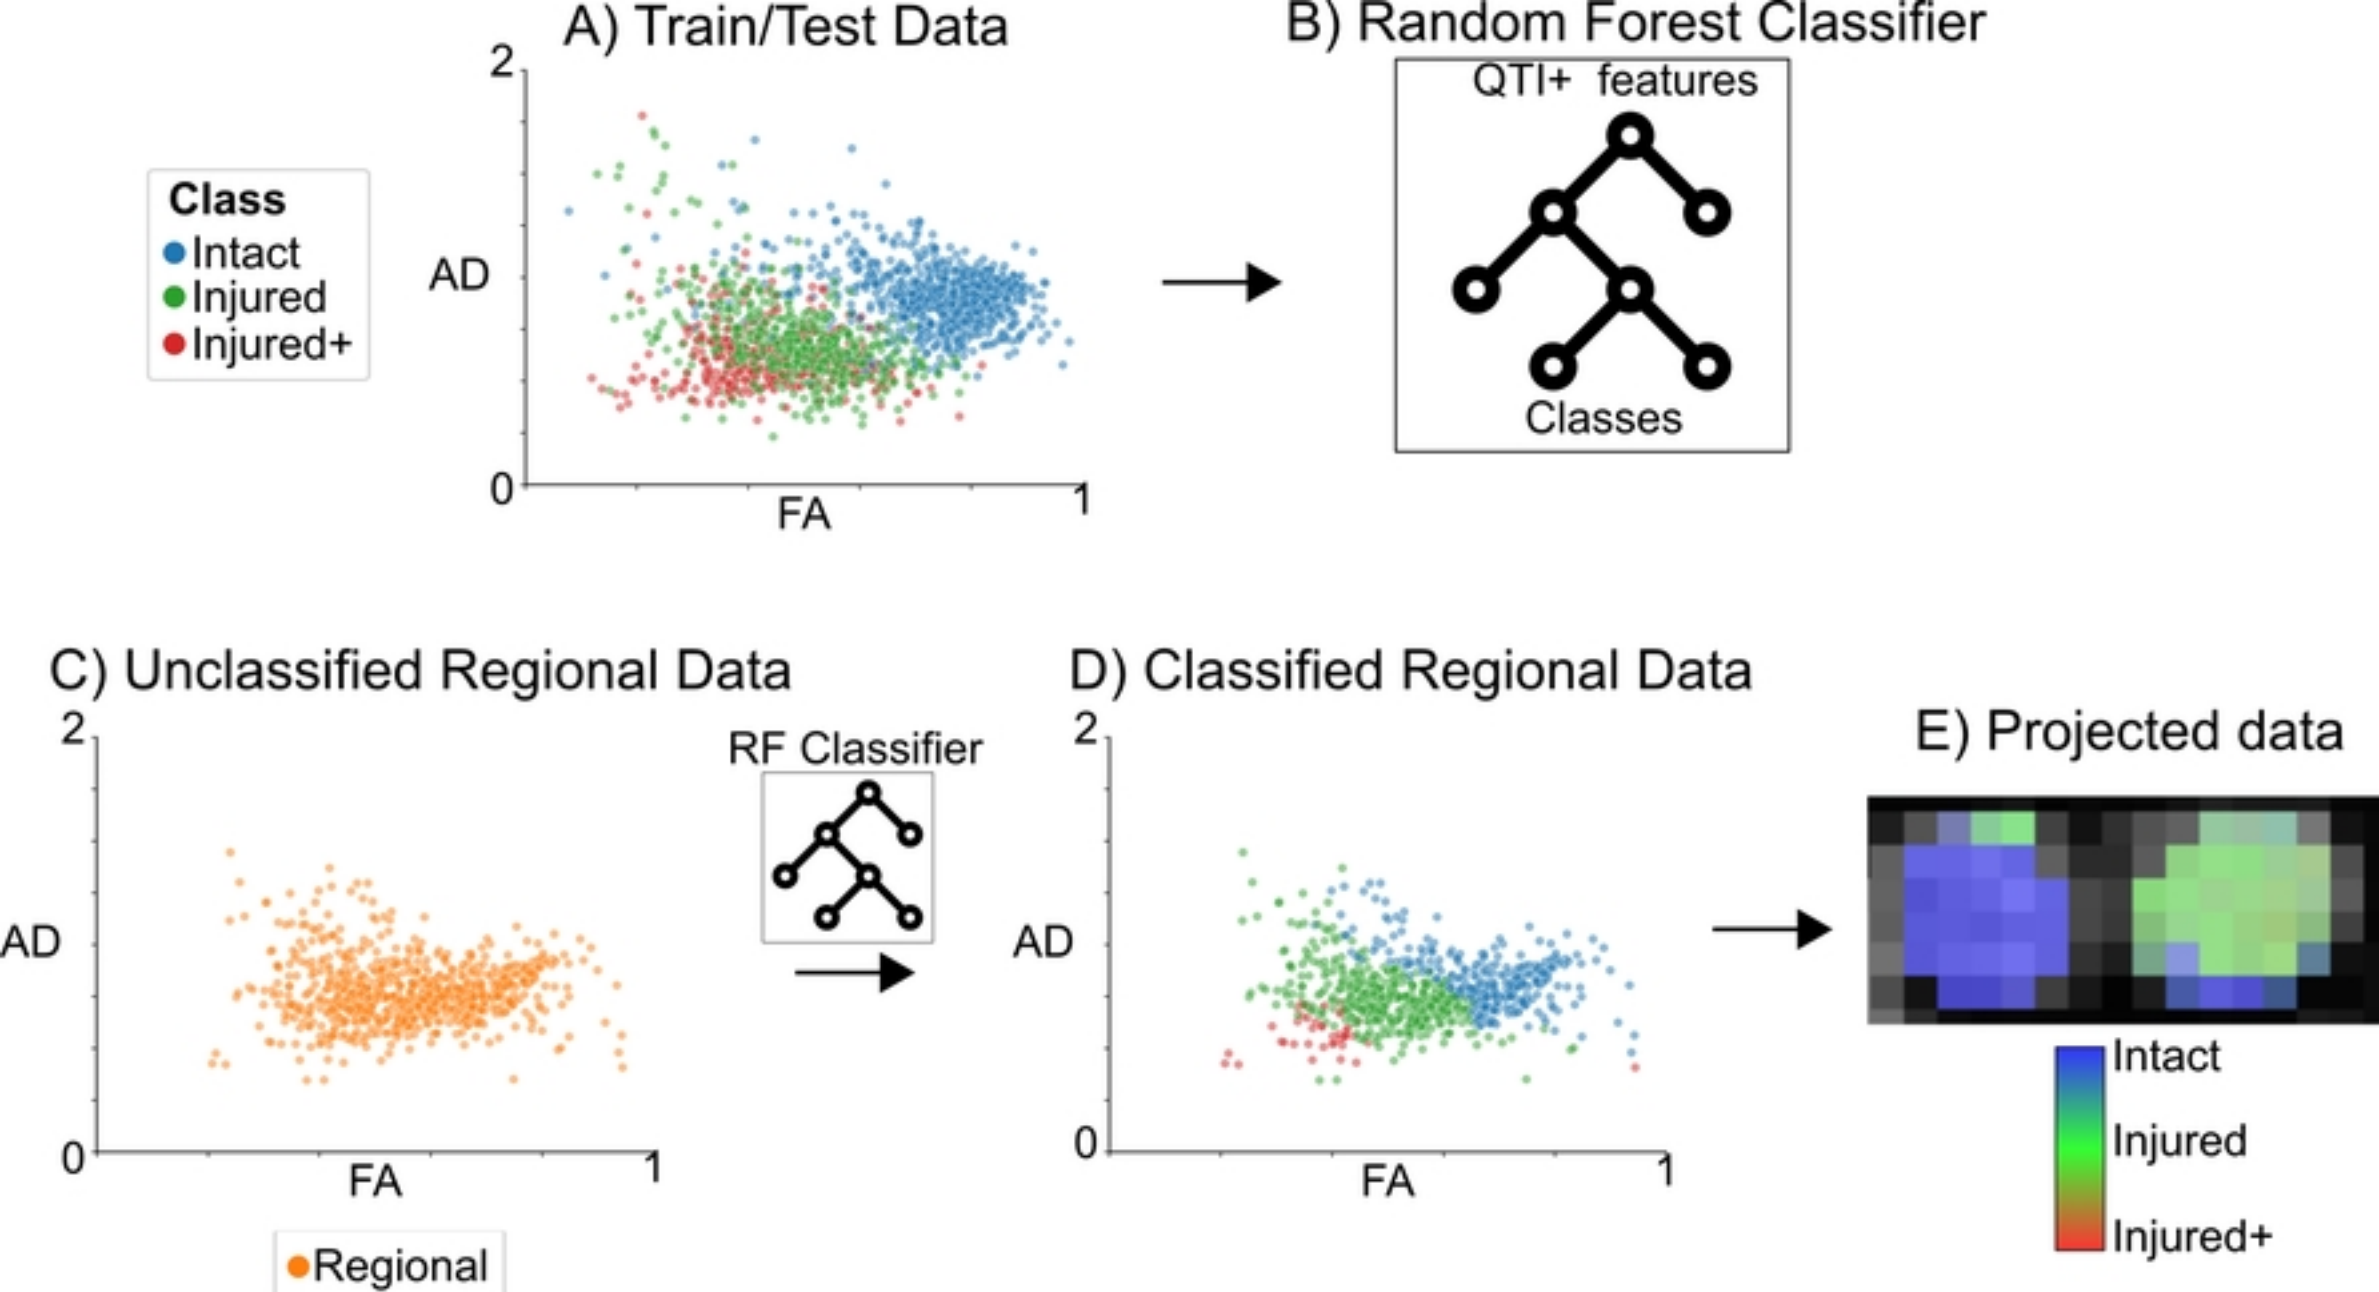 A) Train/Test Data
2
AD
0
FA
1
Class
Intact
Injured
Injured+
B) Random Forest Classifier
QTI+ features
Classes
C) Unclassified Regional Data
2
AD
0
FA
1
Regional
RF Classifier
D) Classified Regional Data
2
AD
0
FA
1
E) Projected data
Intact
Injured
Injured+